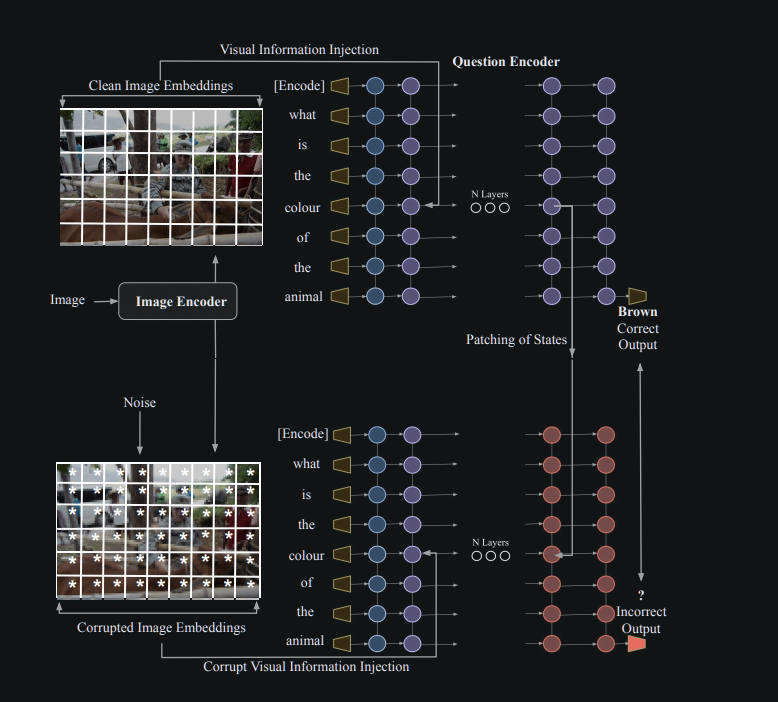 Visual Information Injection
Question Encoder
Clean Image Embeddings
[Encode]
what
is
the
colour
of
the
animal
N Layers
Image
Image Encoder
Brown
Correct
Output
Patching of States
Noise
[Encode]
what
is
the
colour
of
the
animal
N Layers
?
Incorrect
Output
Corrupted Image Embeddings
Corrupt Visual Information Injection